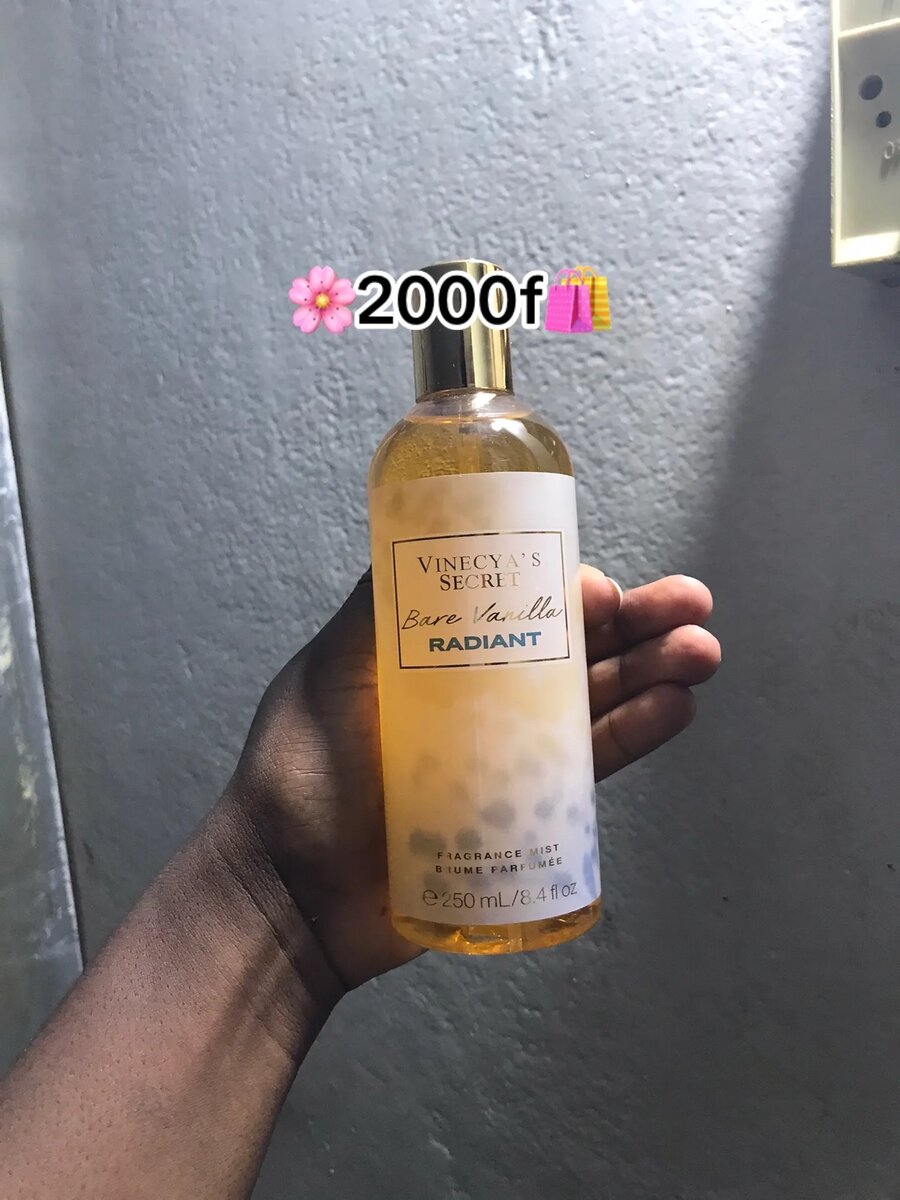 🌸2000f🛍️
VINECYA'S
SECRET
Bare Vanilla
RADIANT
FRAGRANCE MIST
BRUME PARFUMÉE
℮250 mL/8.4 fl oz